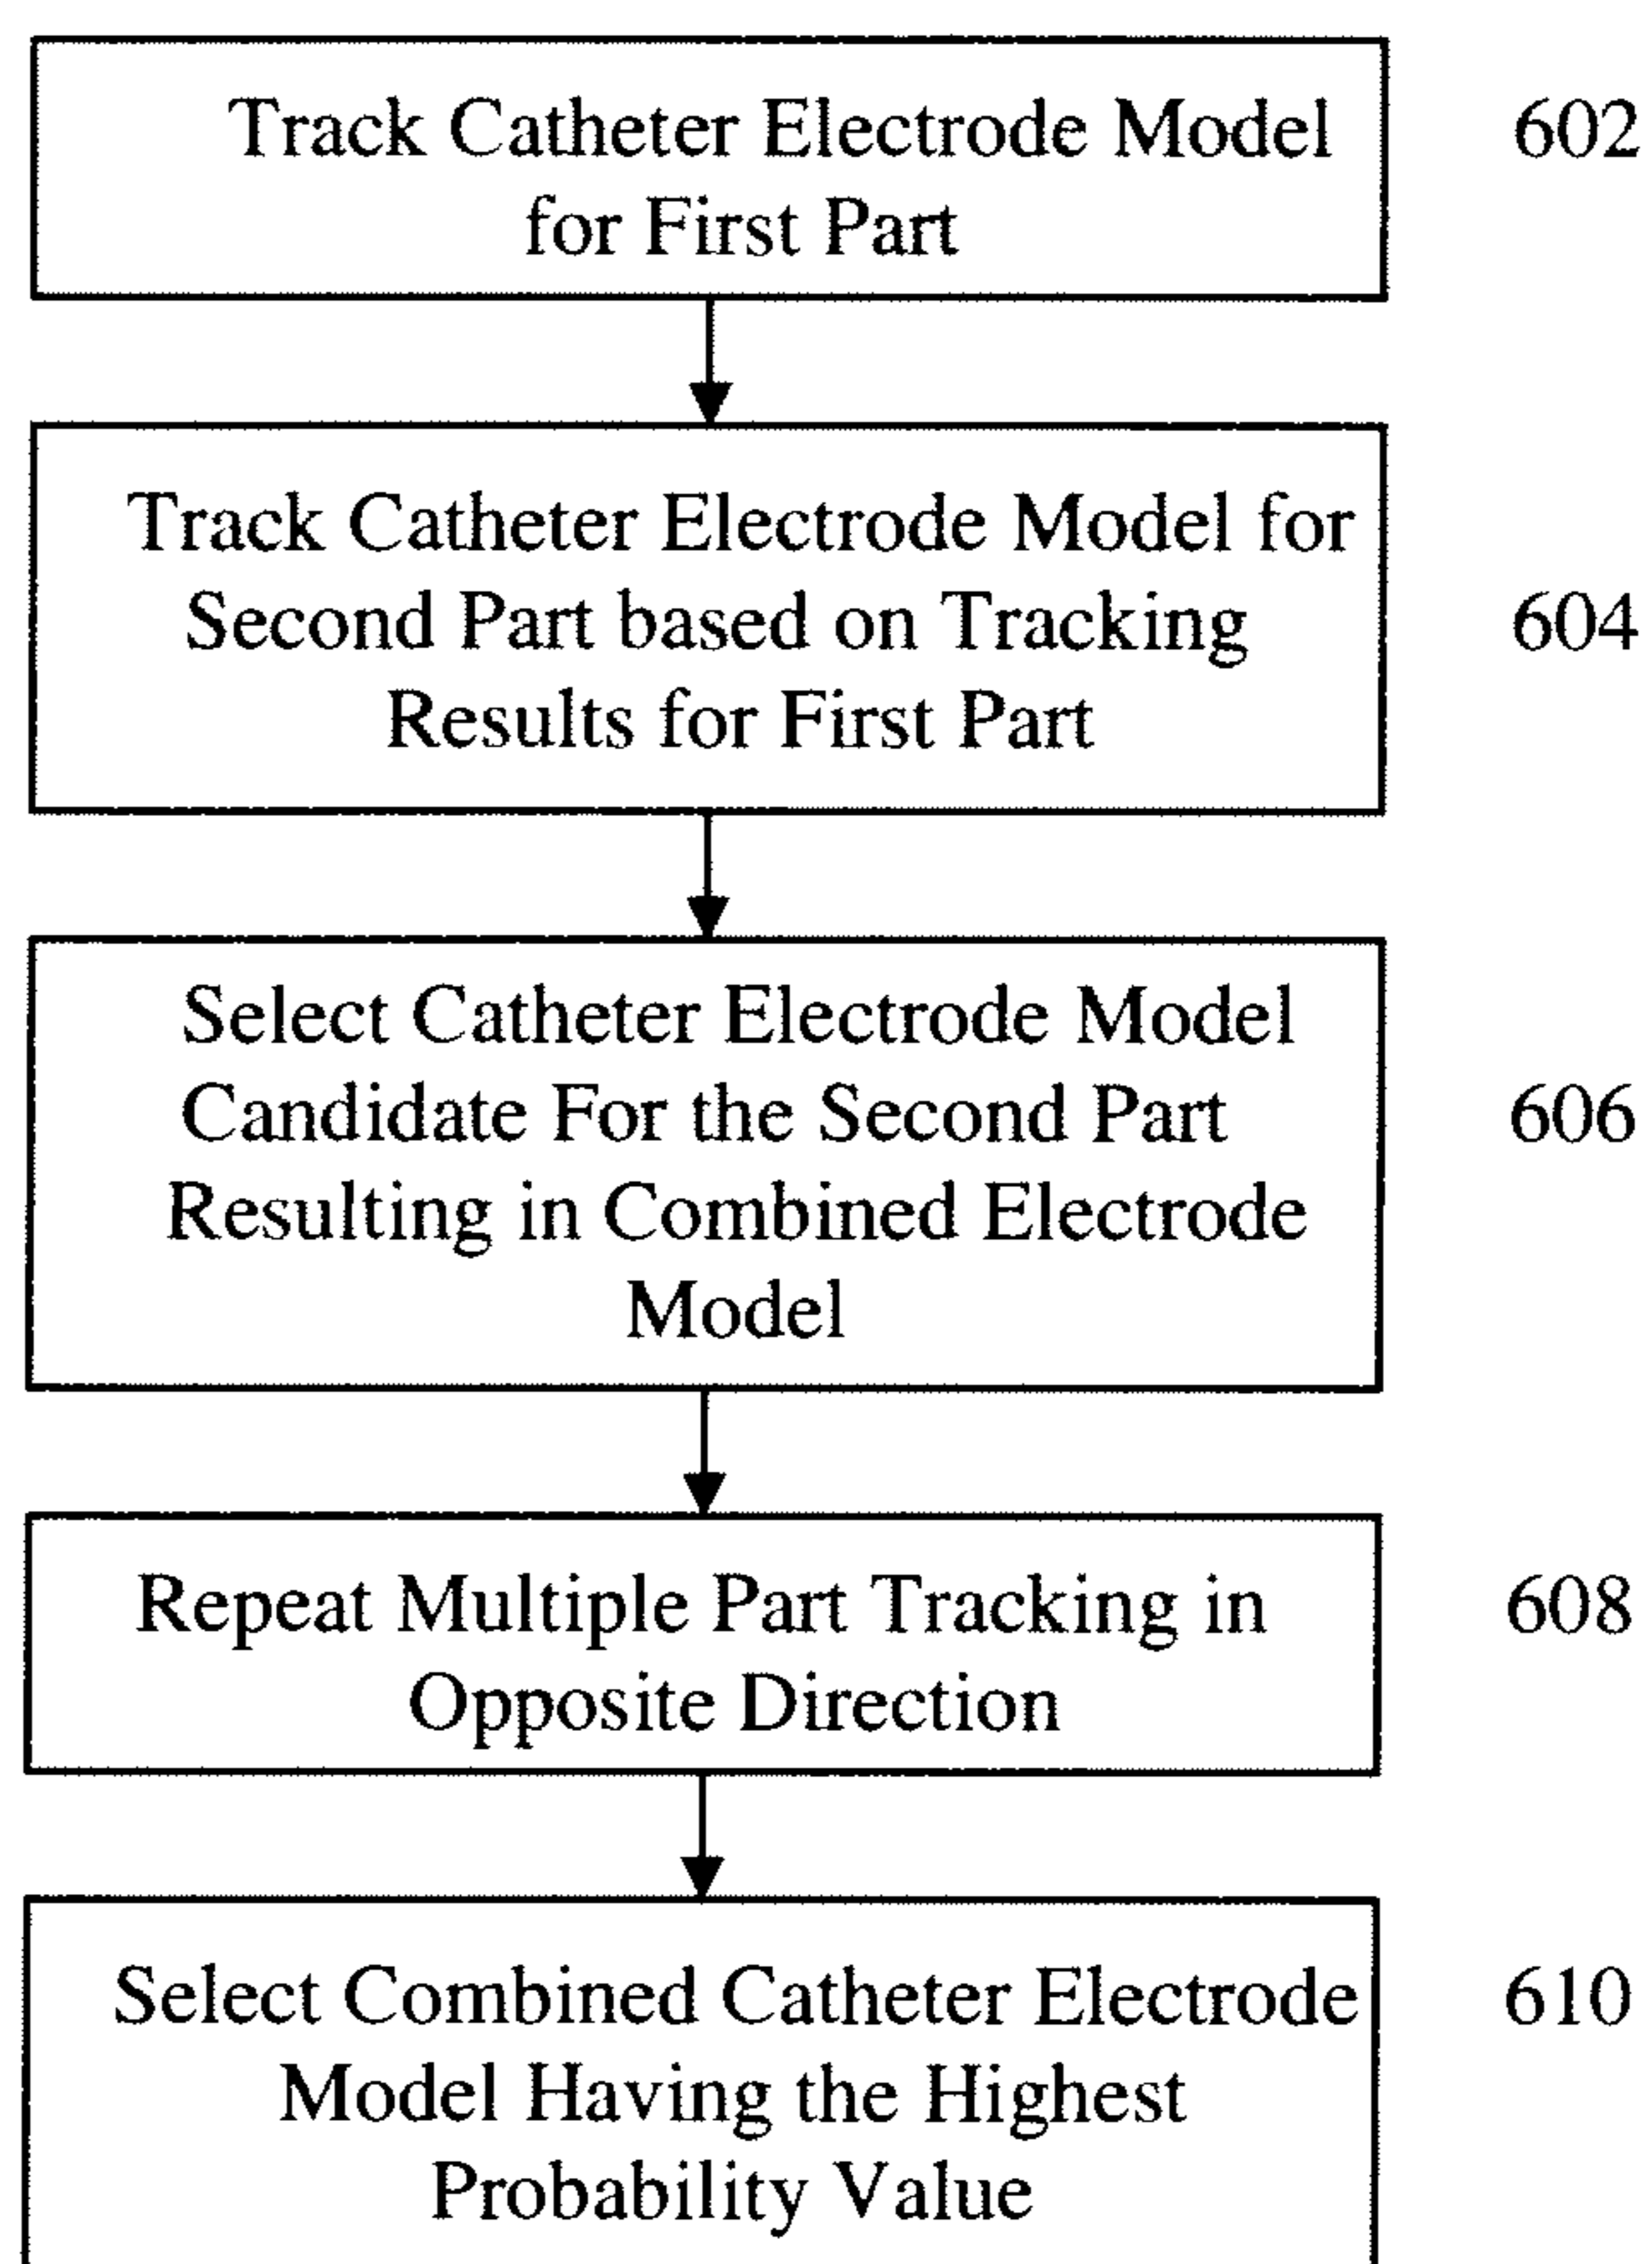 Track Catheter Electrode Model
for First Part
602
Track Catheter Electrode Model for
Second Part based on Tracking
Results for First Part
604
Select Catheter Electrode Model
Candidate For the Second Part
Resulting in Combined Electrode
Model
606
Repeat Multiple Part Tracking in
Opposite Direction
608
Select Combined Catheter Electrode
Model Having the Highest
Probability Value
610